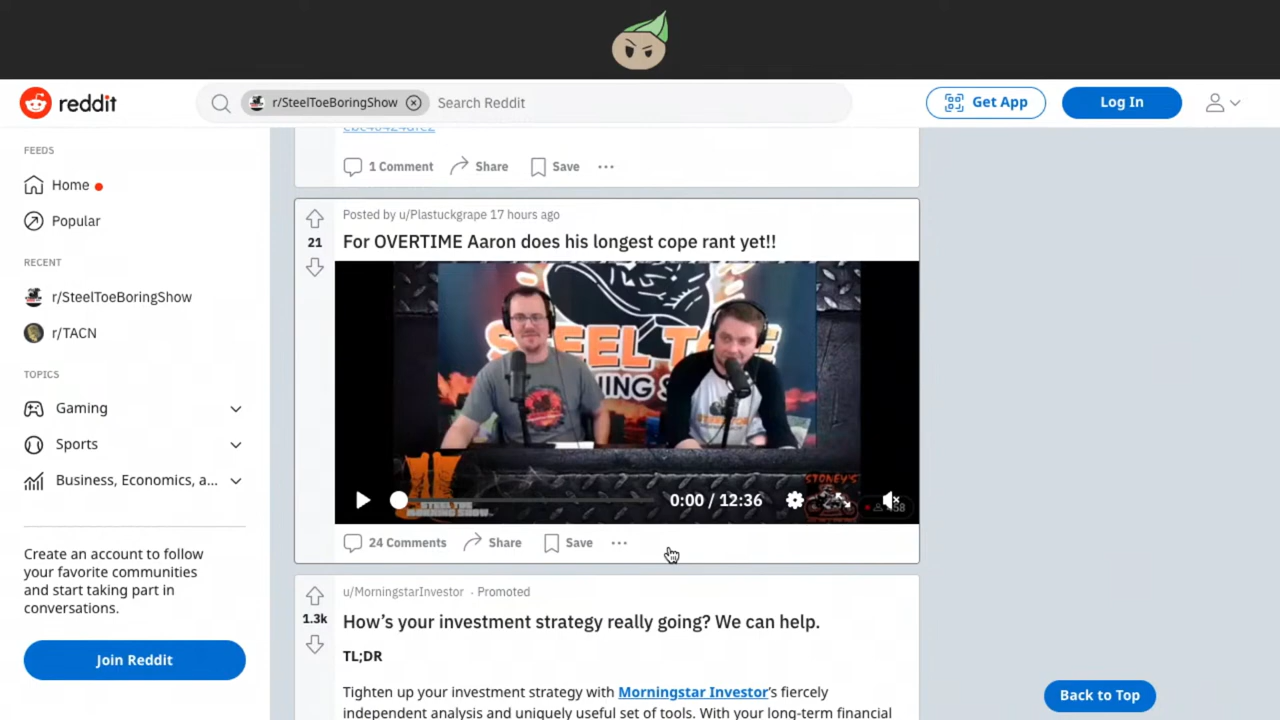 reddit
r/SteelToeBoringShow
Search Reddit
Get App
Log In
FEEDS
Home
Popular
RECENT
r/SteelToeBoringShow
r/TACN
TOPICS
Gaming
Sports
Business, Economics, a...
Create an account to follow
your favorite communities
and start taking part in
conversations.
Join Reddit
1 Comment
Share
Save
Posted by u/Plastuckgrape 17 hours ago
21
For OVERTIME Aaron does his longest cope rant yet!!
STEEL TOE
MORNING SHOW
STONEY'S
0:00 / 12:36
24 Comments
Share
Save
u/MorningstarInvestor · Promoted
1.3k
How’s your investment strategy really going? We can help.
TL;DR
Tighten up your investment strategy with Morningstar Investor’s fiercely
independent analysis and uniquely useful set of tools. With your long-term financial
Back to Top